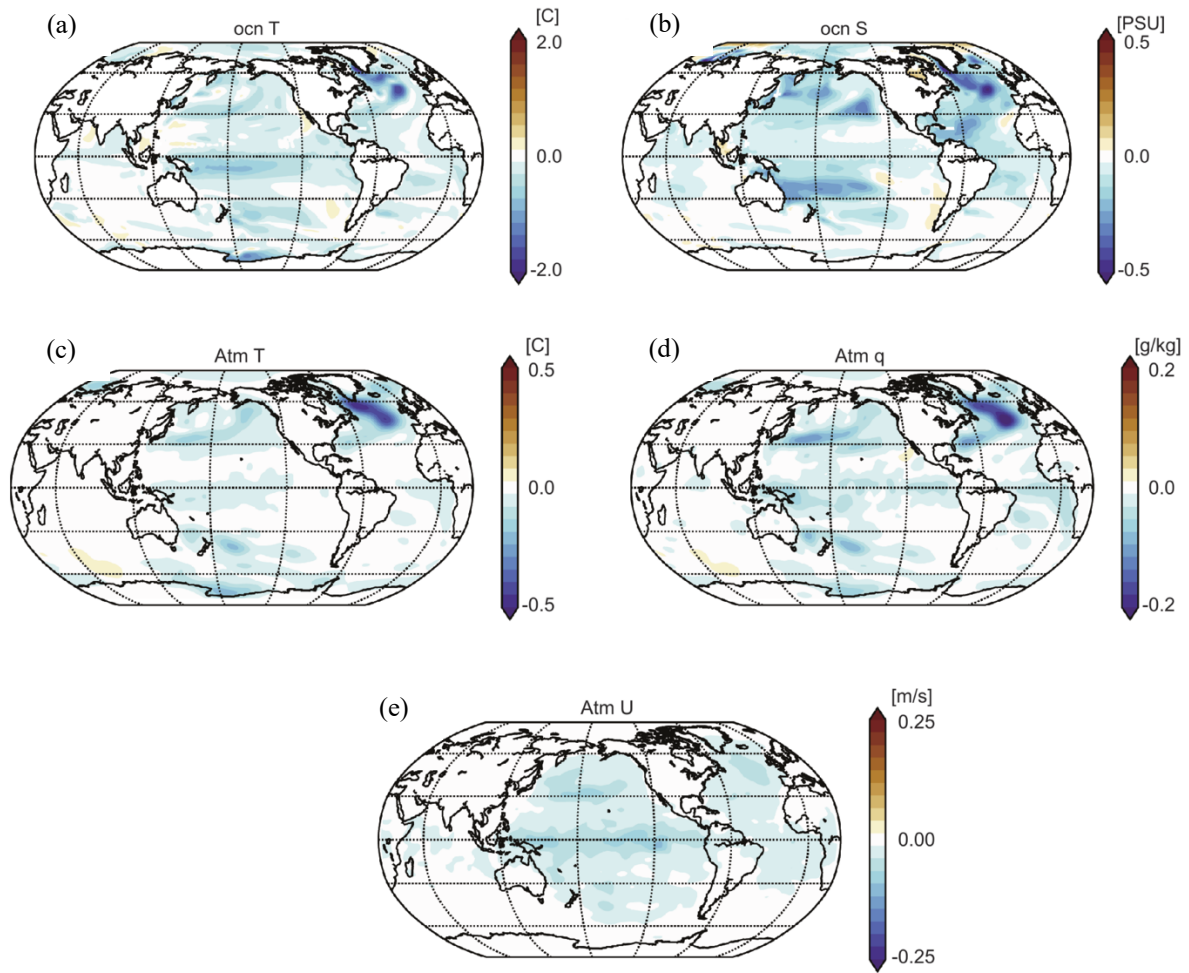 (a)
ocn T
[C]
2.0
0.0
-2.0
(b)
ocn S
[PSU]
0.5
0.0
-0.5
(c)
Atm T
[C]
0.5
0.0
-0.5
(d)
Atm q
[g/kg]
0.2
0.0
-0.2
(e)
Atm U
[m/s]
0.25
0.00
-0.25